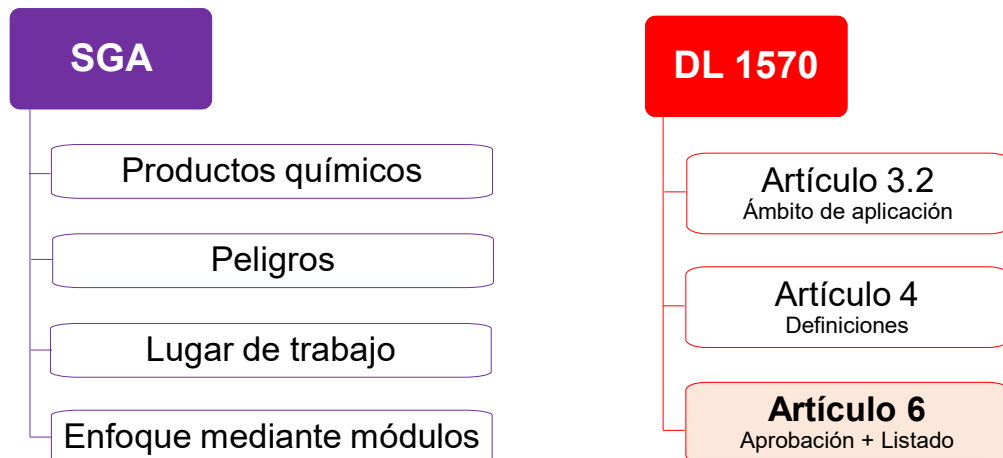 SGA
Productos químicos
Peligros
Lugar de trabajo
Enfoque mediante módulos
DL 1570
Artículo 3.2
Ámbito de aplicación
Artículo 4
Definiciones
Artículo 6
Aprobación + Listado